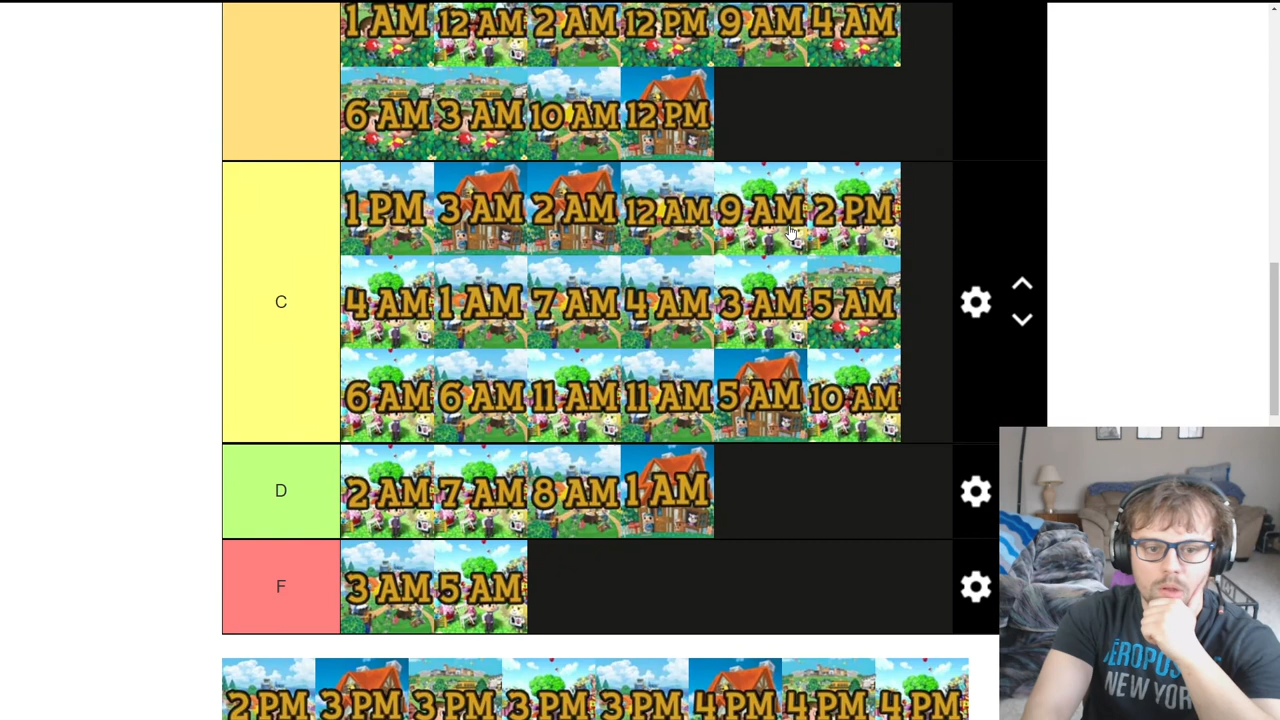 1 AM 12 AM 2 AM 12 PM 9 AM 4 AM
6 AM 3 AM 10 AM 12 PM
C
1 PM 3 AM 2 AM 12 AM 9 AM 2 PM
4 AM 1 AM 7 AM 4 AM 3 AM 5 AM
6 AM 6 AM 11 AM 11 AM 5 AM 10 AM
D
2 AM 7 AM 8 AM 1 AM
F
3 AM 5 AM
2 PM 3 PM 3 PM 3 PM 3 PM 4 PM 4 PM 4 PM
NEW YOR